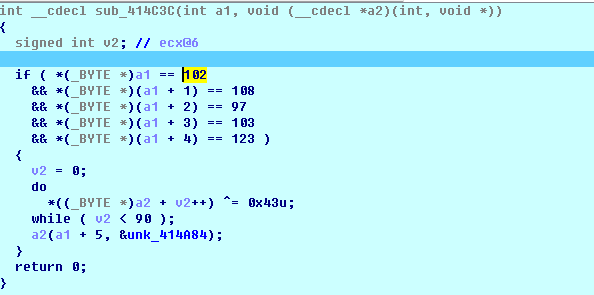 int __cdecl sub_414C3C(int a1, void (__cdecl *a2)(int, void *))
{
  signed int v2; // ecx@6

  if ( *(_BYTE *)a1 == 102
    && *(_BYTE *)(a1 + 1) == 108
    && *(_BYTE *)(a1 + 2) == 97
    && *(_BYTE *)(a1 + 3) == 103
    && *(_BYTE *)(a1 + 4) == 123 )
  {
    v2 = 0;
    do
      *((_BYTE *)a2 + v2++) ^= 0x43u;
    while ( v2 < 90 );
    a2(a1 + 5, &unk_414A84);
  }
  return 0;
}